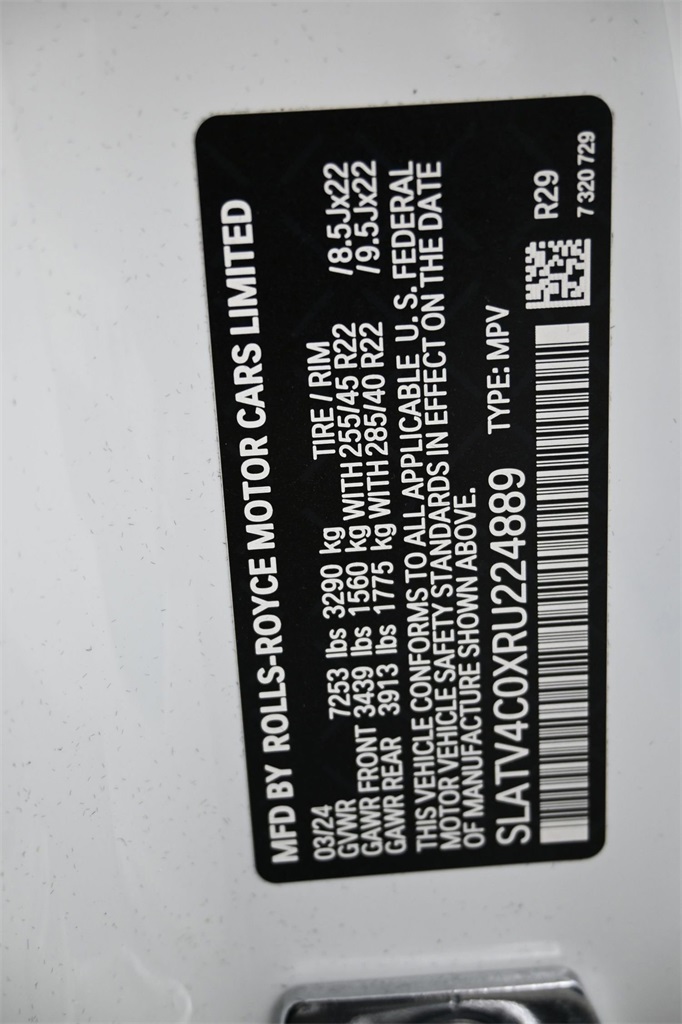 MFD BY ROLLS-ROYCE MOTOR CARS LIMITED
03/24 TIRE / RIM
GVWR 7253 lbs 3290 kg
GAWR FRONT 3439 lbs 1560 kg WITH 255/45 R22 /8.5Jx22
GAWR REAR 3913 lbs 1775 kg WITH 285/40 R22 /9.5Jx22
THIS VEHICLE CONFORMS TO ALL APPLICABLE U. S. FEDERAL
MOTOR VEHICLE SAFETY STANDARDS IN EFFECT ON THE DATE
OF MANUFACTURE SHOWN ABOVE.
SLATV4C0XRU224889 TYPE: MPV
R29
7 320 729